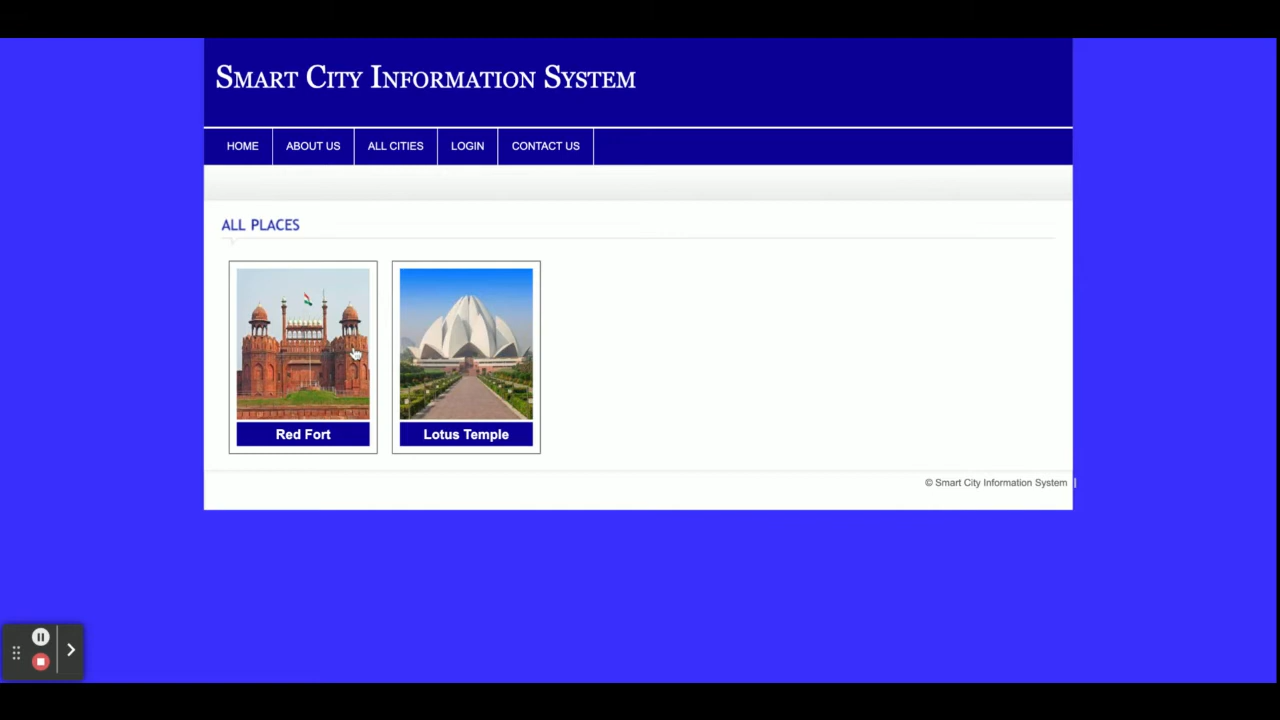 Smart City Information System
HOME ABOUT US ALL CITIES LOGIN CONTACT US
ALL PLACES
Red Fort Lotus Temple
© Smart City Information System